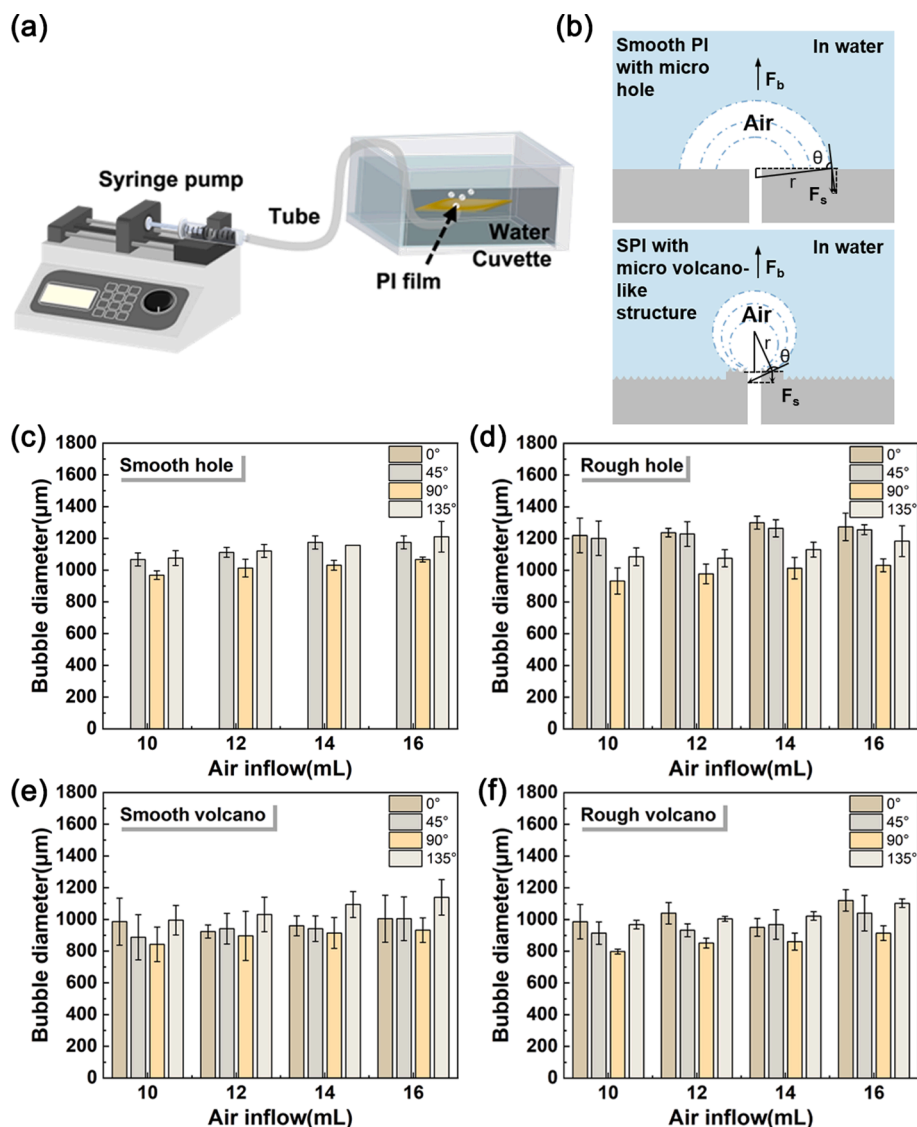 (a)
Syringe pump
Tube
PI film
Water
Cuvette
(b)
Smooth PI
with micro
hole
In water
F_b
Air
θ
r
F_s
SPI with
micro volcano-
like
structure
In water
F_b
Air
r
θ
F_s
(c)
Bubble diameter(μm)
1800
1600
1400
1200
1000
800
600
400
200
0
Smooth hole
0°
45°
90°
135°
10 12 14 16
Air inflow(mL)
(d)
Bubble diameter(μm)
1800
1600
1400
1200
1000
800
600
400
200
0
Rough hole
0°
45°
90°
135°
10 12 14 16
Air inflow(mL)
(e)
Bubble diameter(μm)
1800
1600
1400
1200
1000
800
600
400
200
0
Smooth volcano
0°
45°
90°
135°
10 12 14 16
Air inflow(mL)
(f)
Bubble diameter(μm)
1800
1600
1400
1200
1000
800
600
400
200
0
Rough volcano
0°
45°
90°
135°
10 12 14 16
Air inflow(mL)